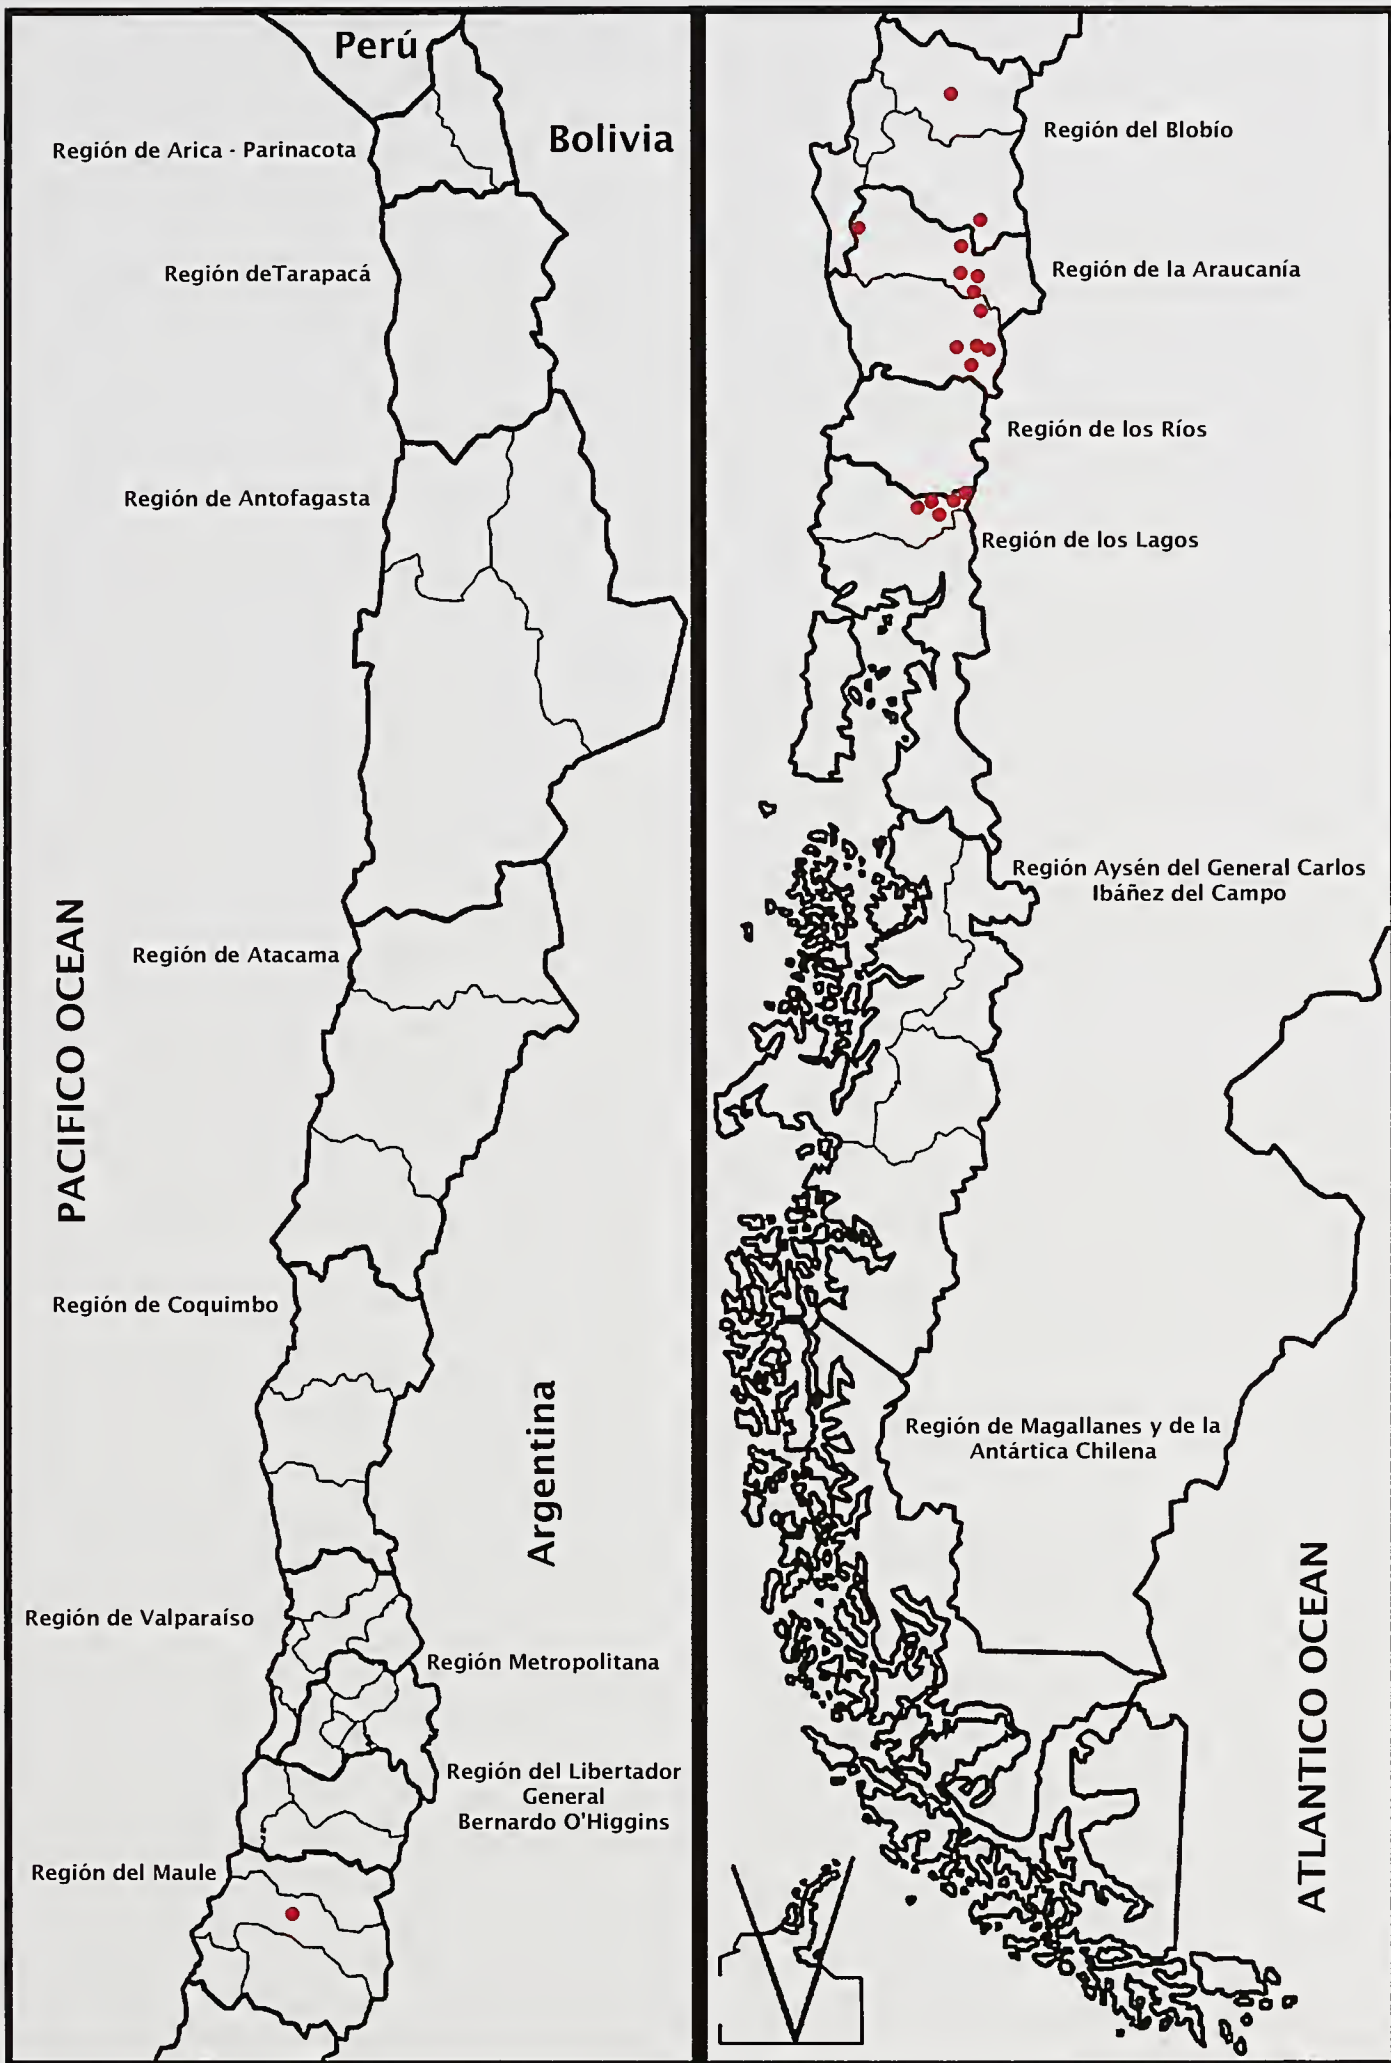 Perú
Bolivia
Región de Arica - Parinacota
Región deTarapacá
Región de Antofagasta
Región de Atacama
PACIFICO OCEAN
Región de Coquimbo
Argentina
Región de Valparaíso
Región Metropolitana
Región del Libertador
General
Bernardo O'Higgins
Región del Maule
Región del Blobío
Región de la Araucanía
Región de los Ríos
Región de los Lagos
Región Aysén del General Carlos
Ibáñez del Campo
Región de Magallanes y de la
Antártica Chilena
ATLANTICO OCEAN